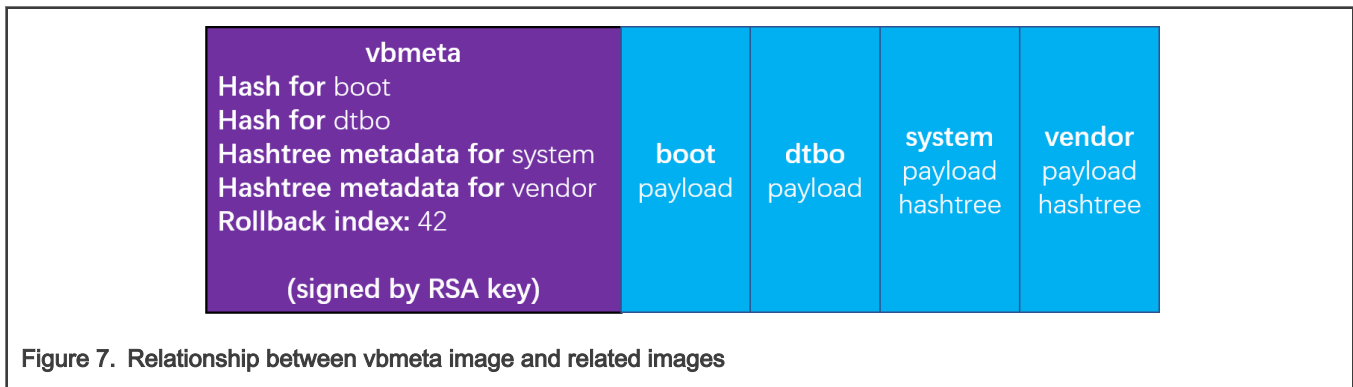 vbmeta
Hash for boot
Hash for dtbo
Hashtree metadata for system
Hashtree metadata for vendor
Rollback index: 42
(signed by RSA key)
boot
payload
dtbo
payload
system
payload
hashtree
vendor
payload
hashtree
Figure 7. Relationship between vbmeta image and related images